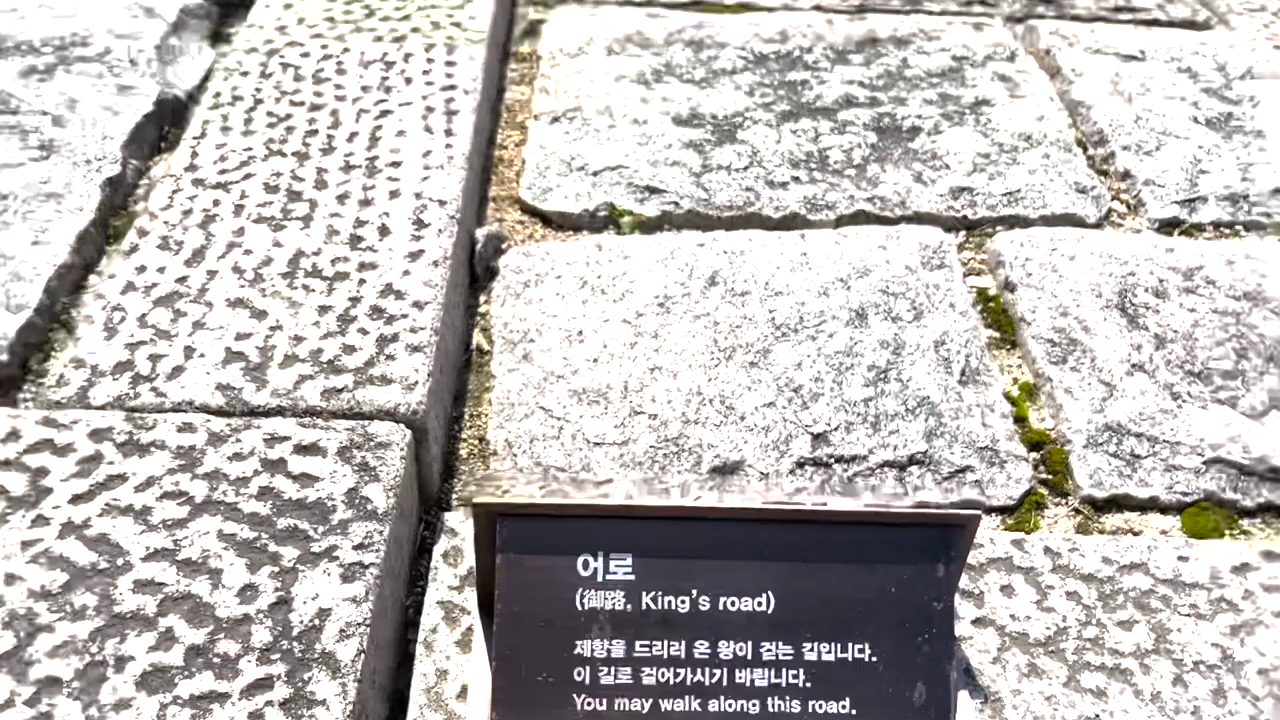 어로
(御路, King's road)
제향을 드리러 온 왕이 걷는 길입니다.
이 길로 걸어가시기 바랍니다.
You may walk along this road.